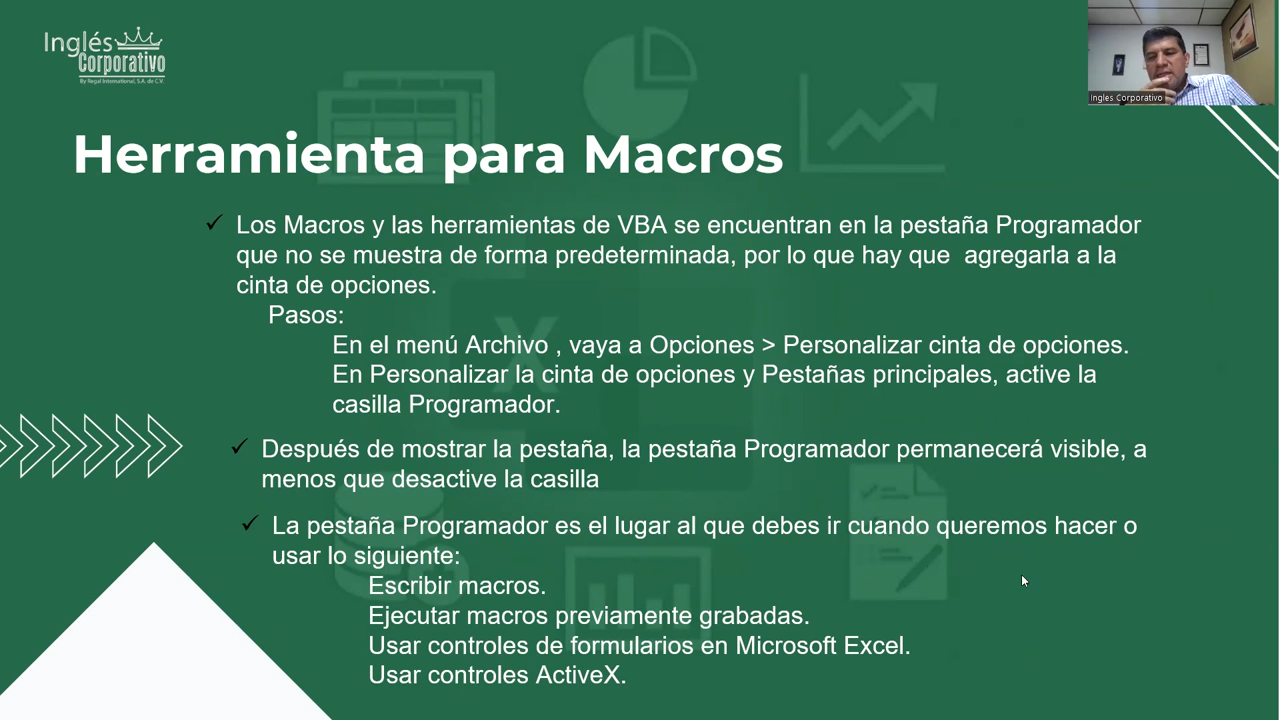 Inglés
Corporativo
By Regal International, S.A. de C.V.
Ingles Corporativo
Herramienta para Macros
✓ Los Macros y las herramientas de VBA se encuentran en la pestaña Programador
que no se muestra de forma predeterminada, por lo que hay que agregarla a la
cinta de opciones.
Pasos:
En el menú Archivo , vaya a Opciones > Personalizar cinta de opciones.
En Personalizar la cinta de opciones y Pestañas principales, active la
casilla Programador.
✓ Después de mostrar la pestaña, la pestaña Programador permanecerá visible, a
menos que desactive la casilla
✓ La pestaña Programador es el lugar al que debes ir cuando queremos hacer o
usar lo siguiente:
Escribir macros.
Ejecutar macros previamente grabadas.
Usar controles de formularios en Microsoft Excel.
Usar controles ActiveX.